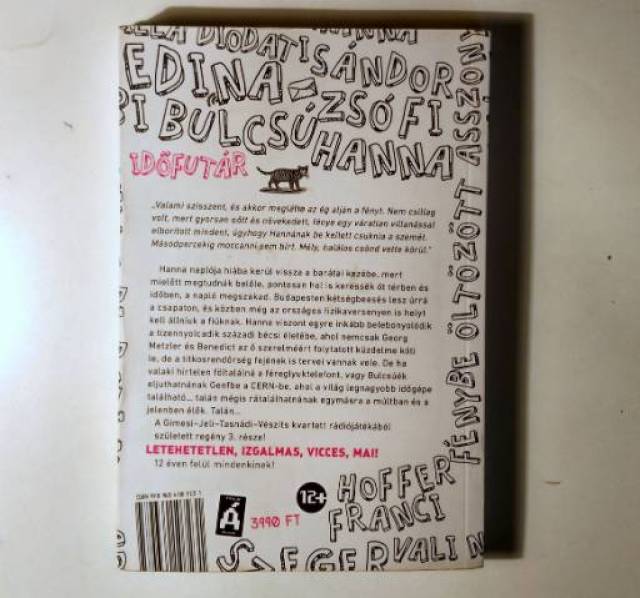 ELLA DIODATI HANNA
EDINA SÁNDOR
BULCSÚ ZSÓFI
HANNA
ASSZONY
FÉNYBE ÖLTÖZÖTT
IDŐFUTÁR
„Valami szisszent, és akkor meglátta az ég alján a fényt. Nem csillag
volt, mert gyorsan nőtt és növekedett, fénye egy váratlan villanással
elborított mindent, úgyhogy Hannának be kellett csuknia a szemét.
Másodpercekig moccanni sem bírt. Mély, halálos csönd vette körül."
Hanna naplója hiába kerül vissza a barátai kezébe, mert
mielőtt megtudnák belőle, pontosan hol is keressék őt térben és
időben, a napló megszakad. Budapesten kétségbeesés lesz úrrá
a csapaton, és közben még az országos fizikaversenyen is helyt
kell állniuk a fiúknak. Hanna viszont egyre inkább belebonyolódik
a tizennyolcadik századi bécsi életébe, ahol nemcsak Georg
Metzler és Benedict az ő szerelméért folytatott küzdelme köti
le, de a titkosrendőrség fejének is tervei vannak vele. De ha
valaki hirtelen föltalálná a féreglyuktelefont, vagy Bulcsúék
eljuthatnának Genfbe a CERN-be, ahol a világ legnagyobb időgépe
található... talán mégis rátalálhatnának egymásra a múltban és a
jelenben élők. Talán...
A Gimesi–Jeli–Tasnádi–Vészits kvartett rádiójátékából
született regény 3. része!
LETEHETETLEN, IZGALMAS, VICCES, MAI!
12 éven felül mindenkinek!
Á
3990 FT
12+
HOFFER
FRANCI
SZEGER VALI